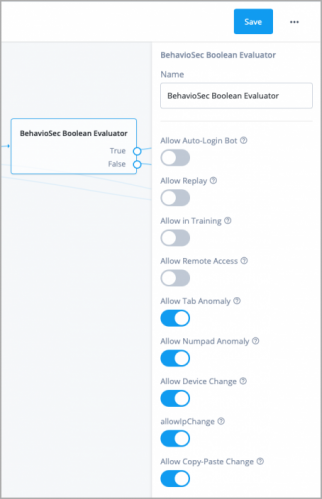 Save
BehavioSec Boolean Evaluator
Name
BehavioSec Boolean Evaluator
BehavioSec Boolean Evaluator
True
False
Allow Auto-Login Bot
Allow Replay
Allow in Training
Allow Remote Access
Allow Tab Anomaly
Allow Numpad Anomaly
Allow Device Change
allowIpChange
Allow Copy-Paste Change